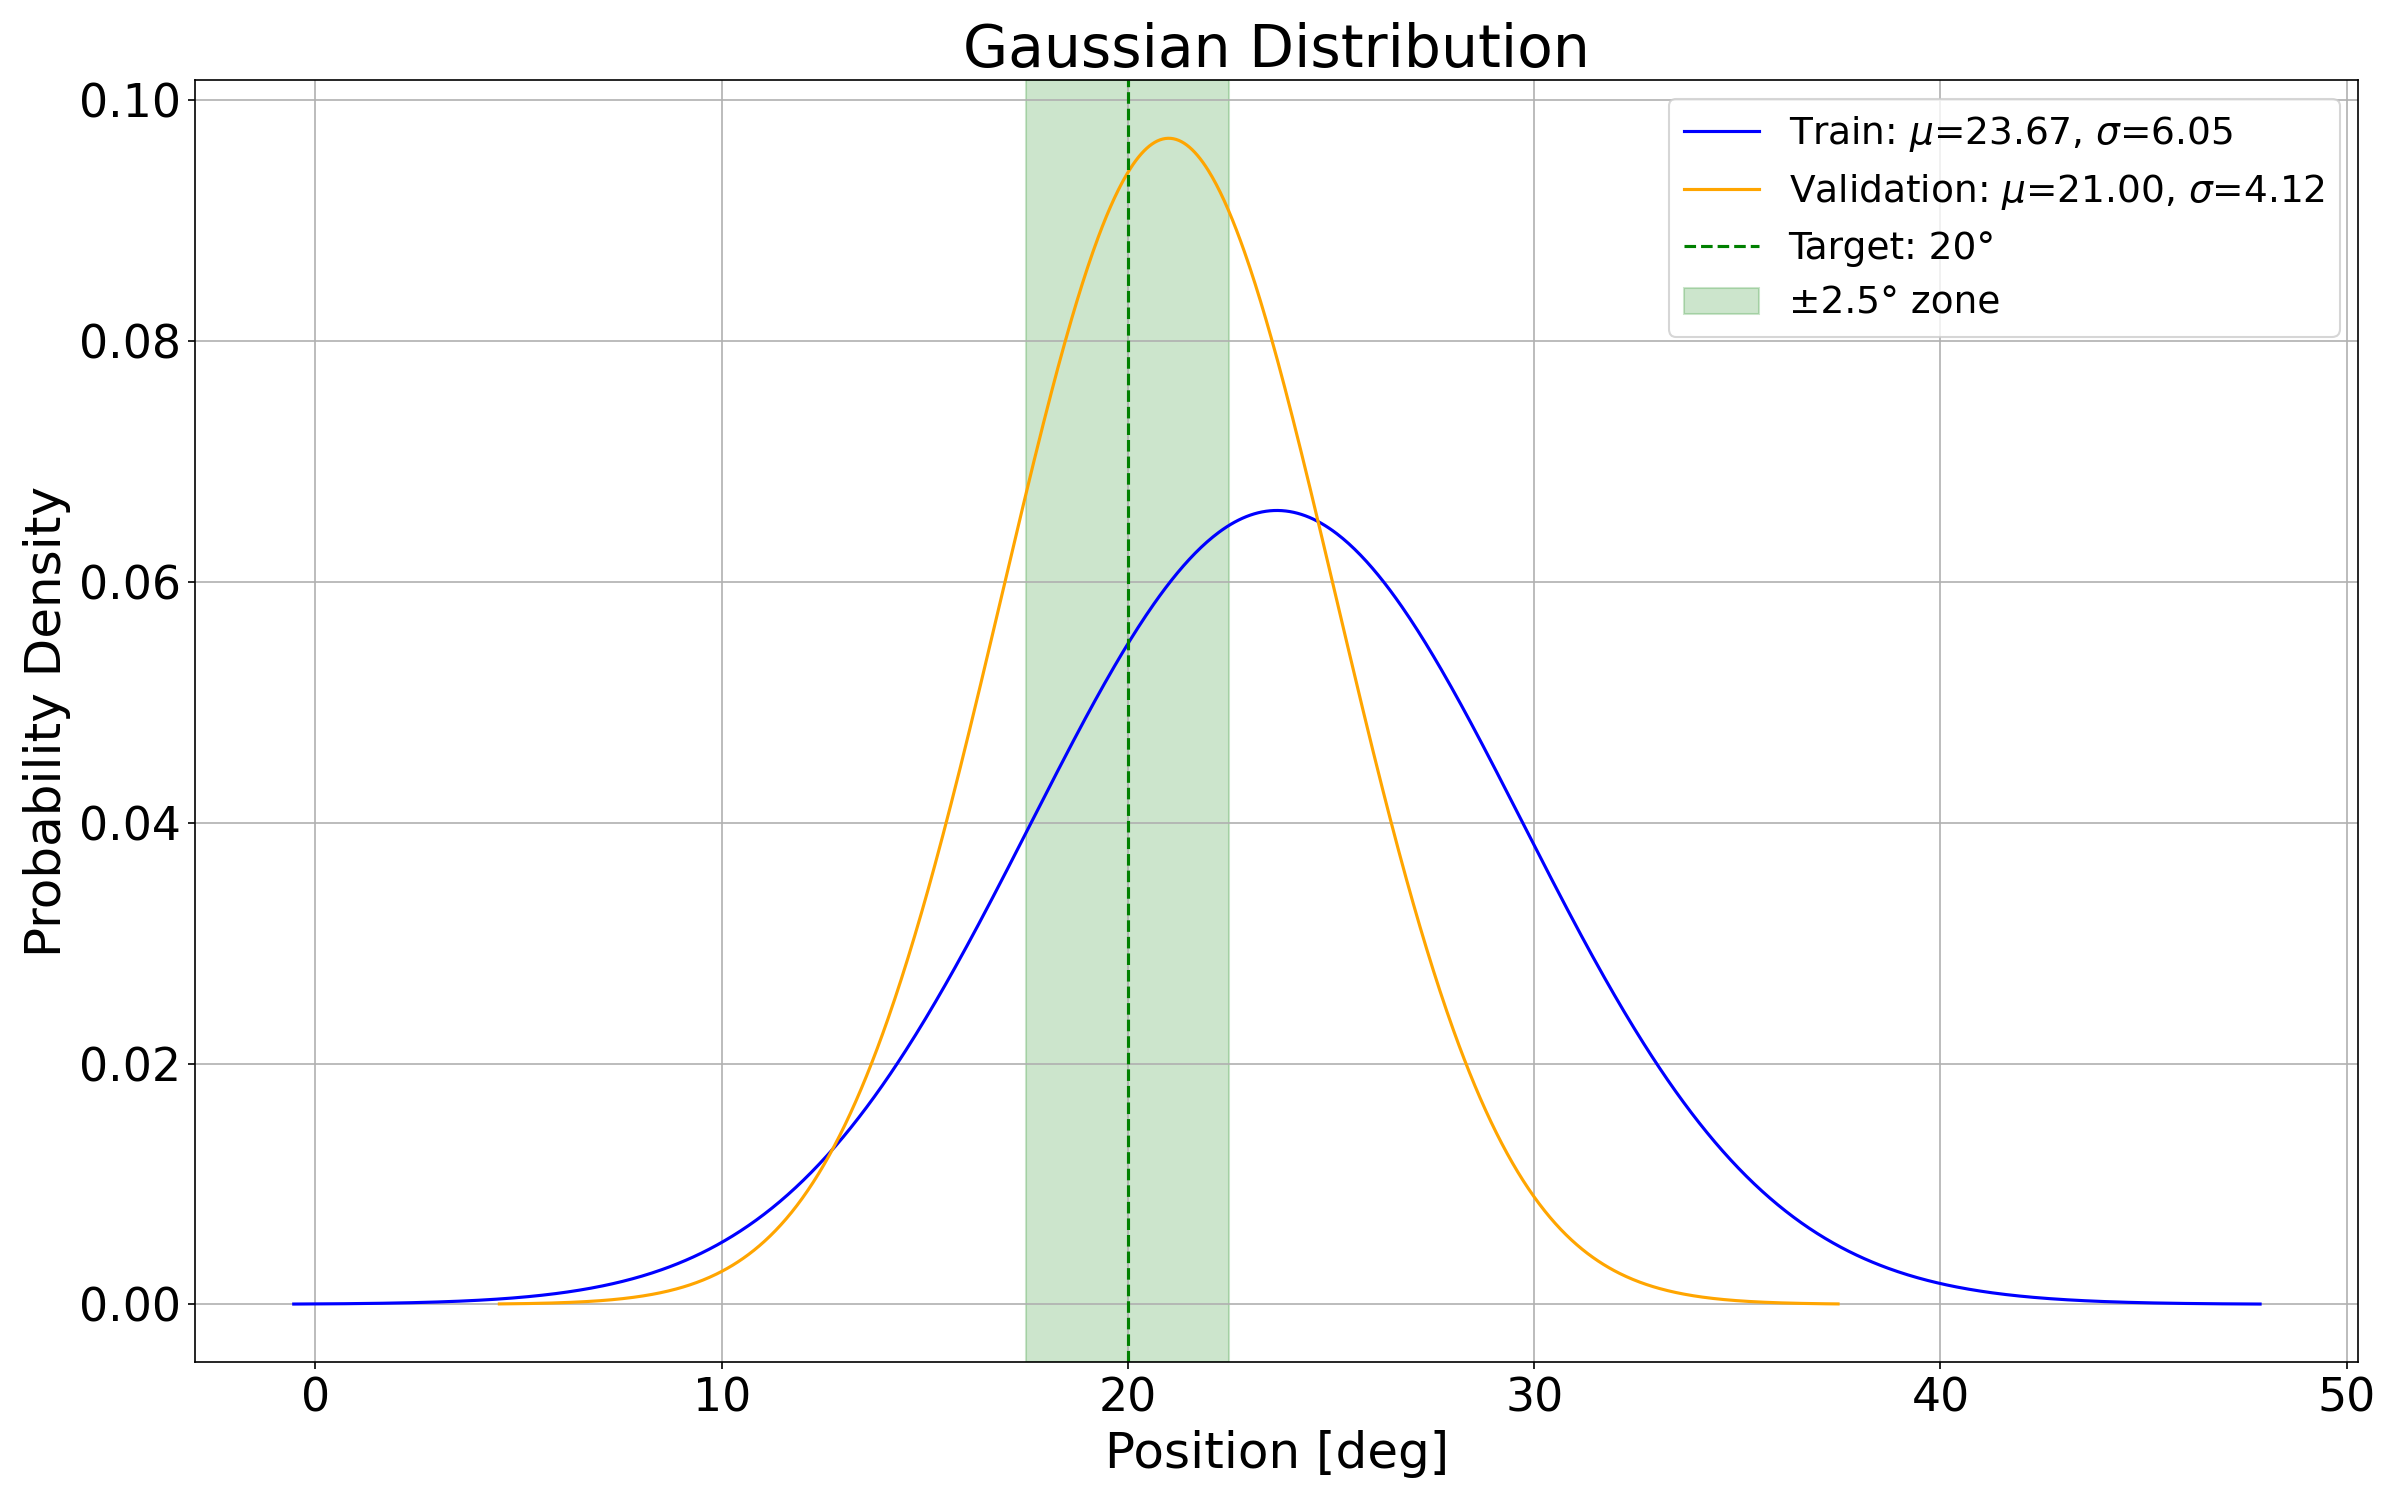 Gaussian Distribution
Train: μ=23.67, σ=6.05
Validation: μ=21.00, σ=4.12
Target: 20°
±2.5° zone
Probability Density
0.10
0.08
0.06
0.04
0.02
0.00
0 10 20 30 40 50
Position [deg]